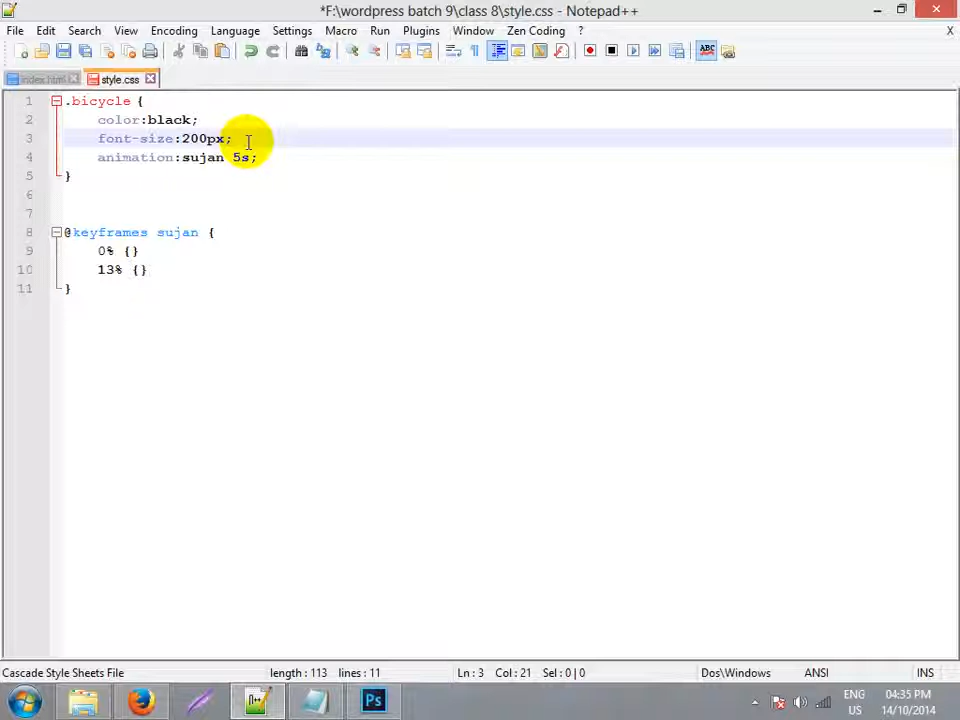 *F:\wordpress batch 9\class 8\style.css - Notepad++
File Edit Search View Encoding Language Settings Macro Run Plugins Window Zen Coding ? X
index.html style.css
1 .bicycle {
2 color:black;
3 font-size:200px;
4 animation:sujan 5s;
5 }
6
7
8 @keyframes sujan {
9 0% {}
10 13% {}
11 }
Cascade Style Sheets File length : 113 lines : 11 Ln : 3 Col : 21 Sel : 0 | 0 Dos\Windows ANSI INS
ENG 04:35 PM
US 14/10/2014